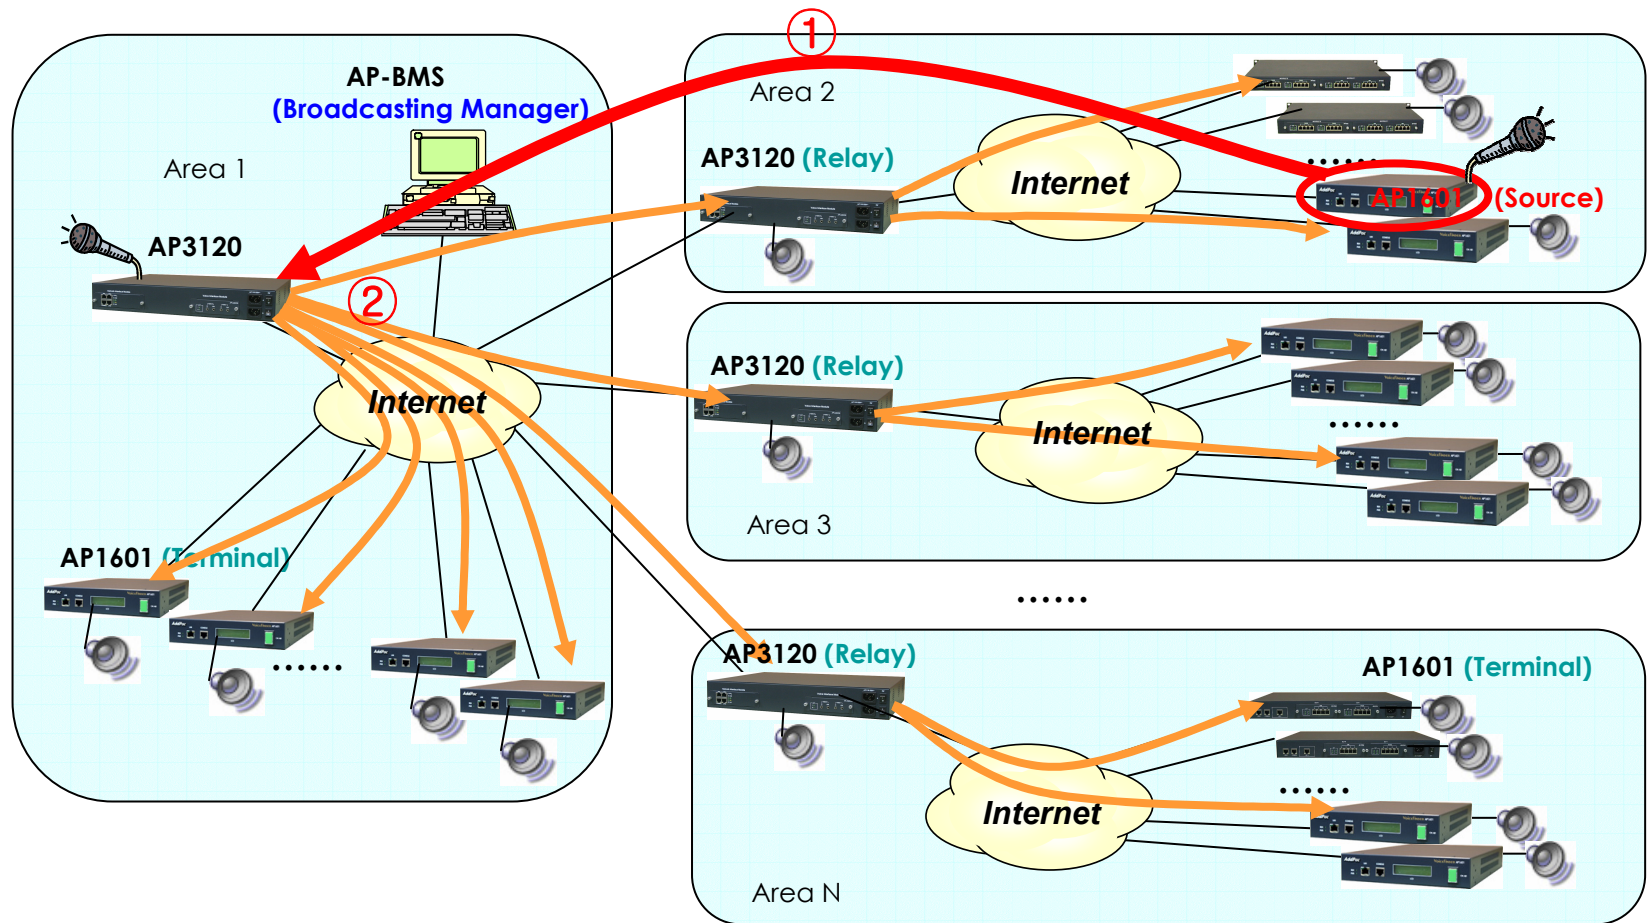 ①
AP-BMS
(Broadcasting Manager)
Area 1
AP3120
②
Internet
AP1601 (Terminal)
......
Area 2
AP3120 (Relay)
Internet
......
AP1601 (Source)
AddPac
AP3120 (Relay)
Internet
......
Area 3
......
AP3120 (Relay)
AP1601 (Terminal)
Internet
......
Area N